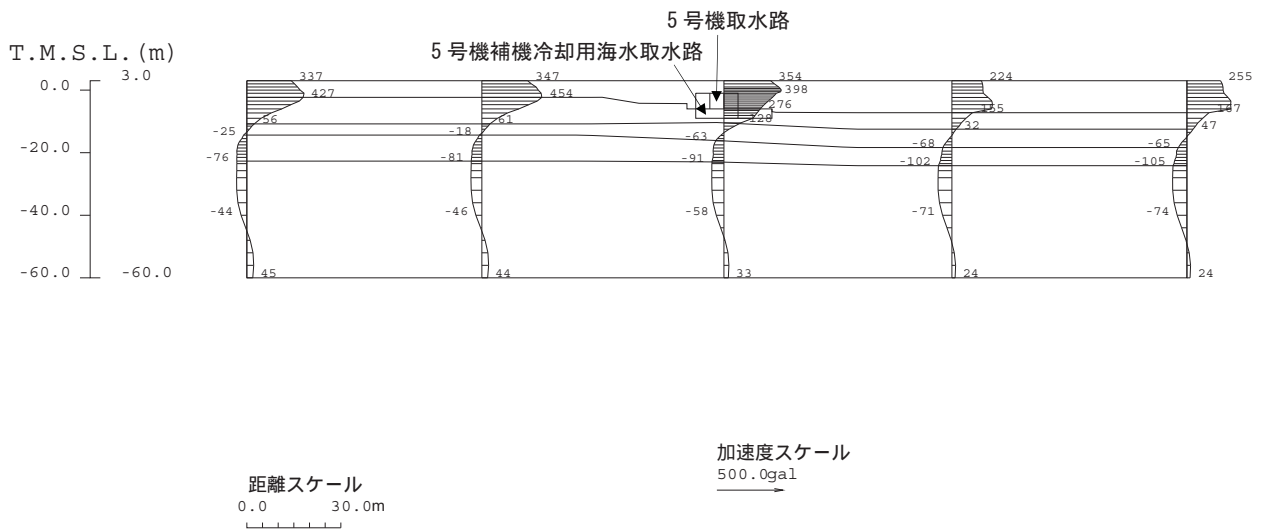 5号機取水路
T.M.S.L.(m)
5号機補機冷却用海水取水路
0.0 3.0
-20.0
-40.0
-60.0 -60.0
337 347 354 224 255
427 454 398
276 155 167
56 61 128 32 47
-25 -18 -63 -68 -65
-76 -81 -91 -102 -105
-44 -46 -58 -71 -74
45 44 33 24 24
加速度スケール
500.0gal
距離スケール
0.0 30.0m